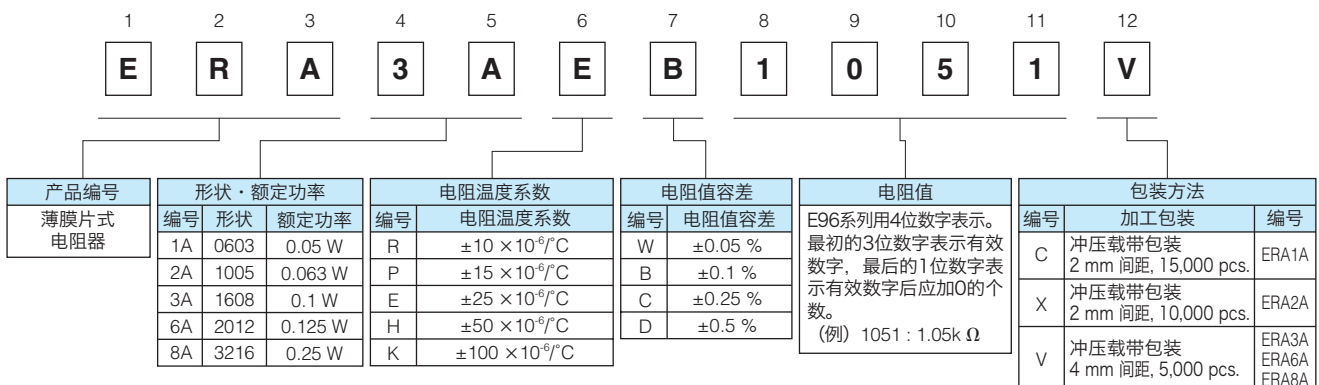 1 2 3 4 5 6 7 8 9 10 11 12
E R A 3 A E B 1 0 5 1 V
产品编号
薄膜片式
电阻器
形状・额定功率
编号 形状 额定功率
1A 0603 0.05 W
2A 1005 0.063 W
3A 1608 0.1 W
6A 2012 0.125 W
8A 3216 0.25 W
电阻温度系数
编号 电阻温度系数
R ±10 ×10⁻⁶/°C
P ±15 ×10⁻⁶/°C
E ±25 ×10⁻⁶/°C
H ±50 ×10⁻⁶/°C
K ±100 ×10⁻⁶/°C
电阻值容差
编号 电阻值容差
W ±0.05 %
B ±0.1 %
C ±0.25 %
D ±0.5 %
电阻值
E96系列用4位数字表示。
最初的3位数字表示有效
数字，最后的1位数字表
示有效数字后应加0的个
数。
（例）1051 : 1.05k Ω
包装方法
编号 加工包装 编号
C 冲压载带包装
2 mm 间距, 15,000 pcs. ERA1A
X 冲压载带包装
2 mm 间距, 10,000 pcs. ERA2A
V 冲压载带包装
4 mm 间距, 5,000 pcs.
ERA3A
ERA6A
ERA8A